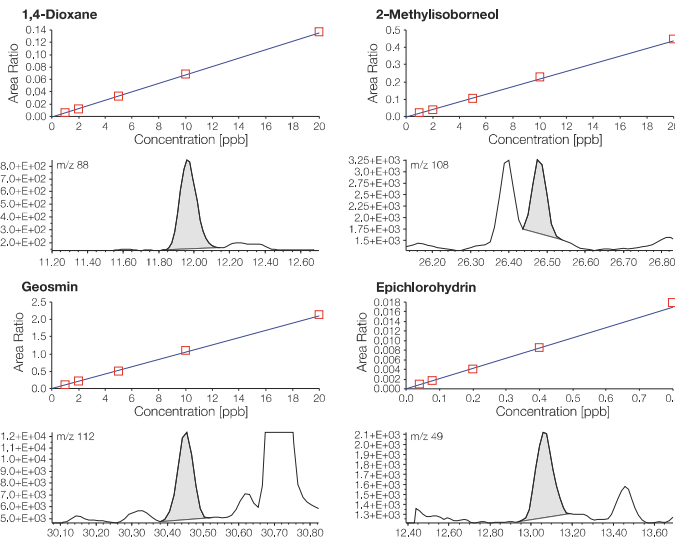 1,4-Dioxane
0.14
0.12
0.10
0.08
0.06
0.04
0.02
0.00
Area Ratio
0 2 4 6 8 10 12 14 16 18 20
Concentration [ppb]
m/z 88
8.0+E+02
7.0+E+02
6.0+E+02
5.0+E+02
4.0+E+02
3.0+E+02
2.0+E+02
11.20 11.40 11.60 11.80 12.00 12.20 12.40 12.60
2-Methylisoborneol
0.5
0.4
0.3
0.2
0.1
0.0
Area Ratio
0 2 4 6 8 10 12 14 16 18 20
Concentration [ppb]
m/z 108
3.25+E+03
3.00+E+03
2.75+E+03
2.50+E+03
2.25+E+03
2.00+E+03
1.75+E+03
1.5+E+03
26.20 26.30 26.40 26.50 26.60 26.70 26.80
Geosmin
2.5
2.0
1.5
1.0
0.5
0.0
Area Ratio
0 2 4 6 8 10 12 14 16 18 20
Concentration [ppb]
m/z 112
1.2+E+04
1.1+E+04
1.0+E+04
9.0+E+03
8.0+E+03
7.0+E+03
6.0+E+03
5.0+E+03
30,10 30,20 30,30 30,40 30,50 30,60 30,70 30,80
Epichlorohydrin
0.018
0.016
0.014
0.012
0.010
0.008
0.006
0.004
0.002
0.000
Area Ratio
0.0 0.1 0.2 0.3 0.4 0.5 0.6 0.7
Concentration [ppb]
m/z 49
2.1+E+03
2.0+E+03
1.9+E+03
1.8+E+03
1.7+E+03
1.6+E+03
1.5+E+03
1.4+E+03
1.3+E+03
12,40 12,60 12,80 13,00 13,20 13,40 13,60